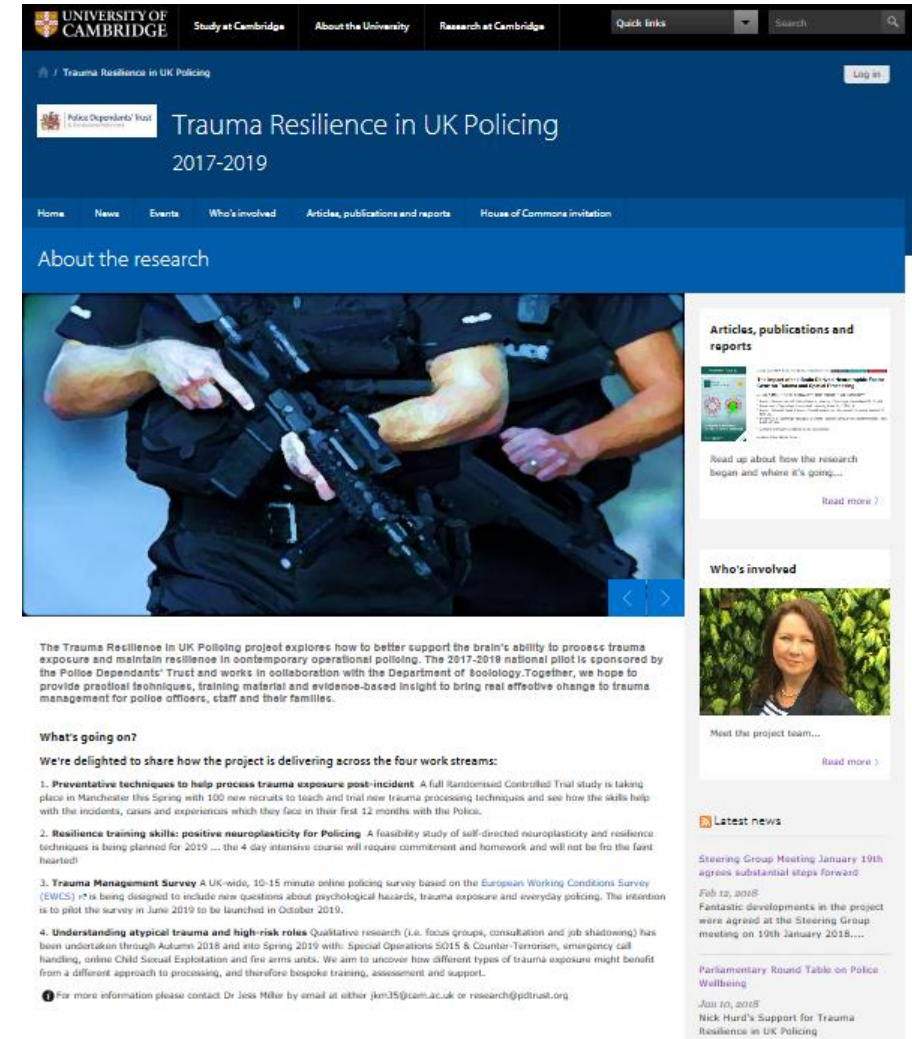 UNIVERSITY OF
CAMBRIDGE
Study at Cambridge
About the University
Research at Cambridge
Quick links
Search
/ Trauma Resilience in UK Policing
Log in
Police Dependants' Trust
Trauma Resilience in UK Policing
2017-2019
Home
News
Events
Who's involved
Articles, publications and reports
House of Commons invitation
About the research
The Trauma Resilience in UK Policing project explores how to better support the brain's ability to process trauma
exposure and maintain resilience in contemporary operational policing. The 2017-2019 national pilot is sponsored by
the Police Dependants' Trust and works in collaboration with the Department of Sociology.Together, we hope to
provide practical techniques, training material and evidence-based insight to bring real effective change to trauma
management for police officers, staff and their families.
What's going on?
We're delighted to share how the project is delivering across the four work streams:
1. Preventative techniques to help process trauma exposure post-incident A full Randomised Controlled Trial study is taking
place in Manchester this Spring with 100 new recruits to teach and trial new trauma processing techniques and see how the skills help
with the incidents, cases and experiences which they face in their first 12 months with the Police.
2. Resilience training skills: positive neuroplasticity for Policing A feasibility study of self-directed neuroplasticity and resilience
techniques is being planned for 2019 ... the 4 day intensive course will require commitment and homework and will not be fro the faint
hearted!
3. Trauma Management Survey A UK-wide, 10-15 minute online policing survey based on the European Working Conditions Survey
(EWCS) is being designed to include new questions about psychological hazards, trauma exposure and everyday policing. The intention
is to pilot the survey in June 2019 to be launched in October 2019.
4. Understanding atypical trauma and high-risk roles Qualitative research (i.e. focus groups, consultation and job shadowing) has
been undertaken through Autumn 2018 and into Spring 2019 with: Special Operations SO15 & Counter-Terrorism, emergency call
handling, online Child Sexual Exploitation and fire arms units. We aim to uncover how different types of trauma exposure might benefit
from a different approach to processing, and therefore bespoke training, assessment and support.
For more information please contact Dr Jess Miller by email at either jkm35@cam.ac.uk or research@pdtrust.org
Articles, publications and
reports
The Impact of the Brain Derived Neurotrophic Factor
Gene on Trauma and Spatial Processing
Read up about how the research
began and where it's going...
Read more
Who's involved
Meet the project team...
Read more
Latest news
Steering Group Meeting January 19th
agrees substantial steps forward
Feb 12, 2018
Fantastic developments in the project
were agreed at the Steering Group
meeting on 19th January 2018....
Parliamentary Round Table on Police
Wellbeing
Jan 10, 2018
Nick Hurd's Support for Trauma
Resilience in UK Policing